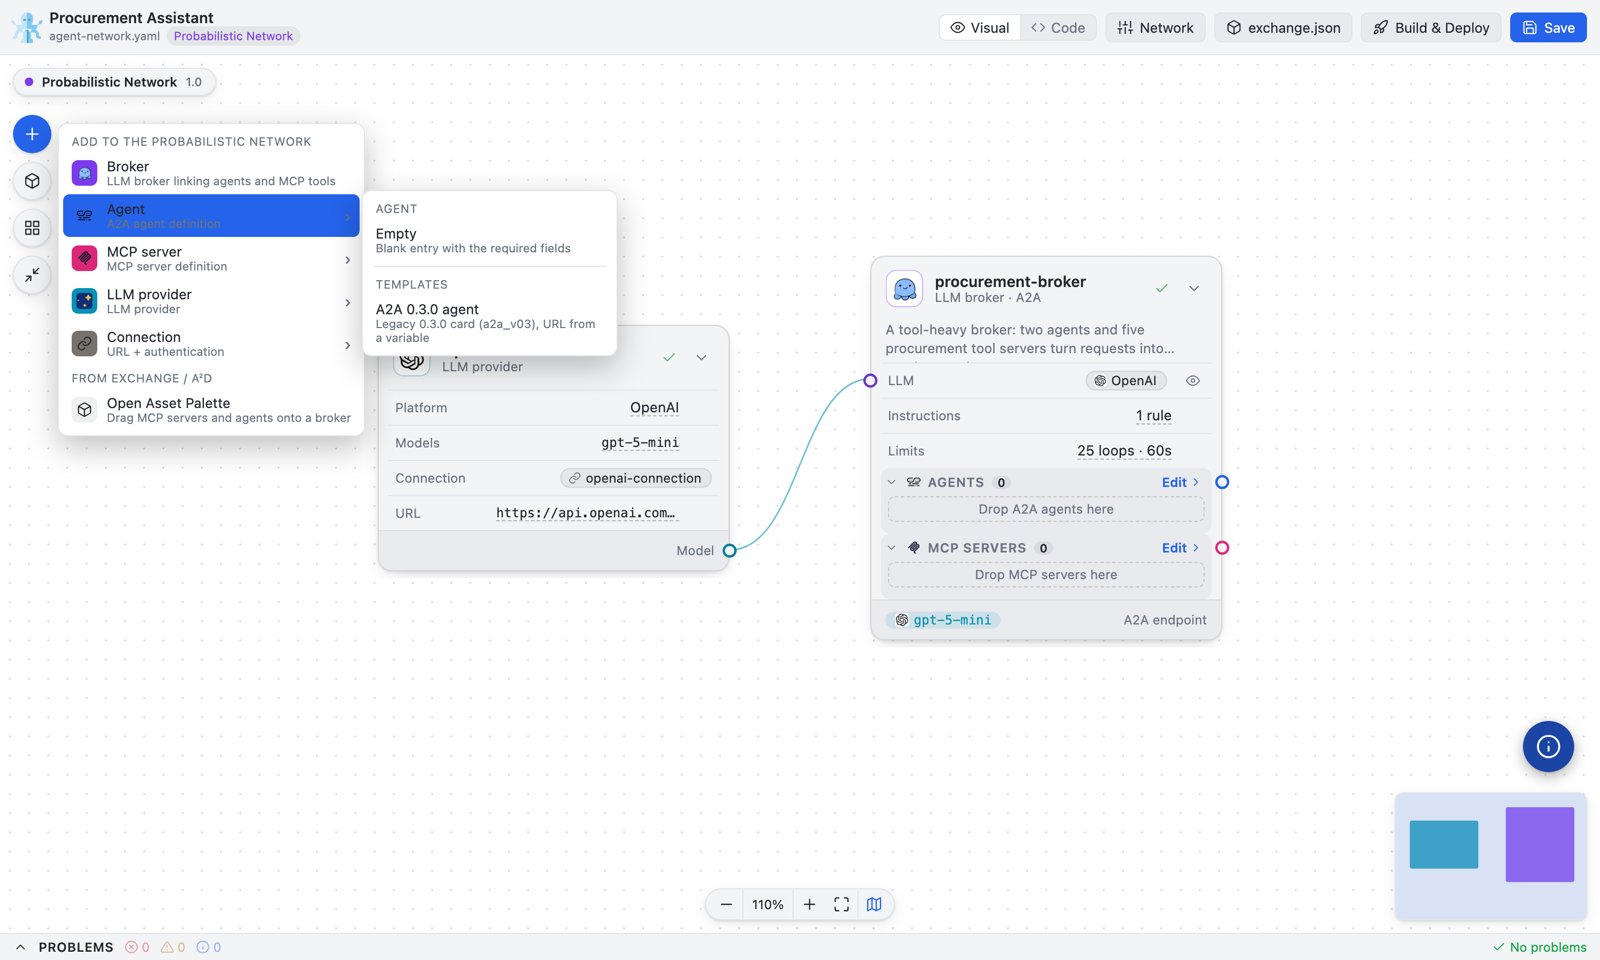 Procurement Assistant
agent-network.yaml Probabilistic Network
Visual
Code
Network
exchange.json
Build & Deploy
Save
Probabilistic Network 1.0
ADD TO THE PROBABILISTIC NETWORK
Broker
LLM broker linking agents and MCP tools
Agent
A2A agent definition
MCP server
MCP server definition
LLM provider
LLM provider
Connection
URL + authentication
FROM EXCHANGE / A²D
Open Asset Palette
Drag MCP servers and agents onto a broker
AGENT
Empty
Blank entry with the required fields
TEMPLATES
A2A 0.3.0 agent
Legacy 0.3.0 card (a2a_v03), URL from
a variable
LLM provider
Platform OpenAI
Models gpt-5-mini
Connection openai-connection
URL https://api.openai.com…
Model
procurement-broker
LLM broker · A2A
A tool-heavy broker: two agents and five
procurement tool servers turn requests into…
LLM OpenAI
Instructions 1 rule
Limits 25 loops · 60s
AGENTS 0 Edit
Drop A2A agents here
MCP SERVERS 0 Edit
Drop MCP servers here
gpt-5-mini A2A endpoint
110%
PROBLEMS 0 0 0
No problems